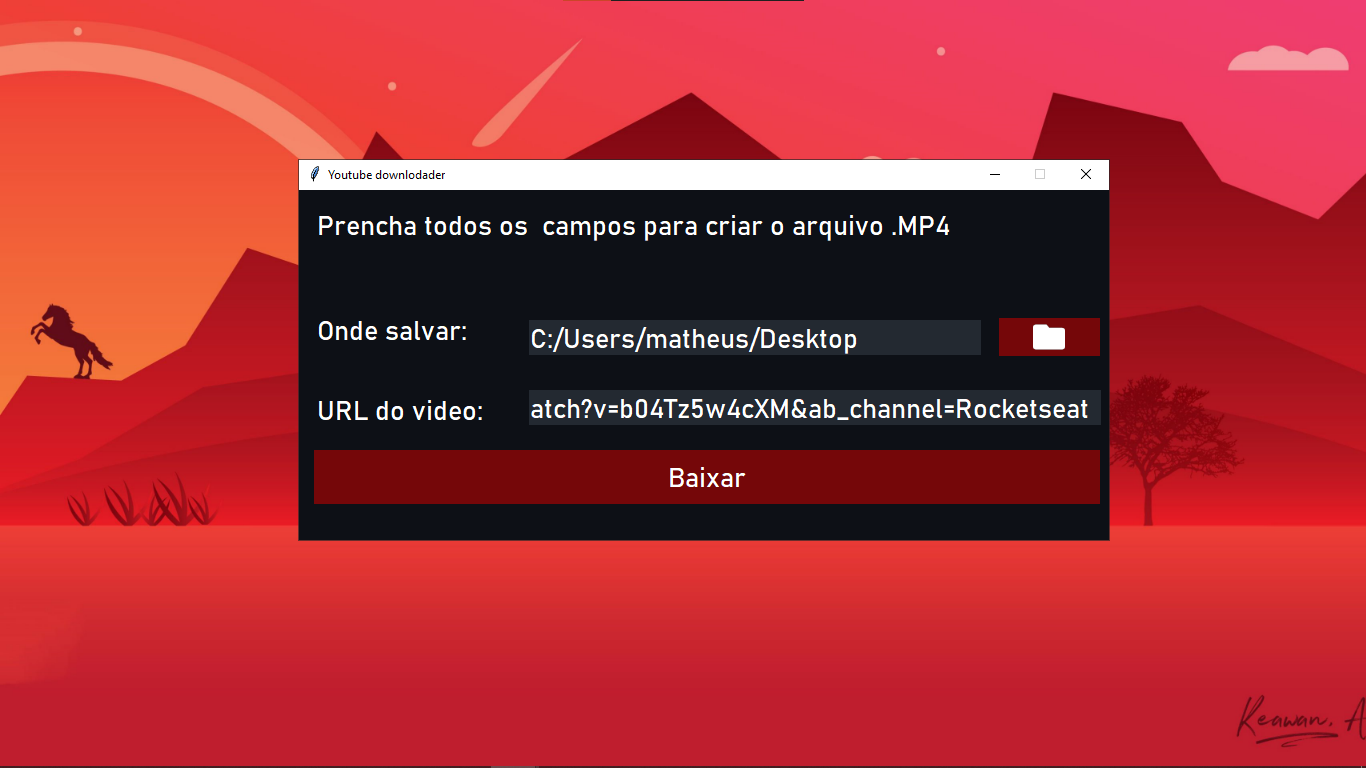 Youtube downlodader
Prencha todos os  campos para criar o arquivo .MP4
Onde salvar:
C:/Users/matheus/Desktop
URL do video:
atch?v=b04Tz5w4cXM&ab_channel=Rocketseat
Baixar
Keawan. A